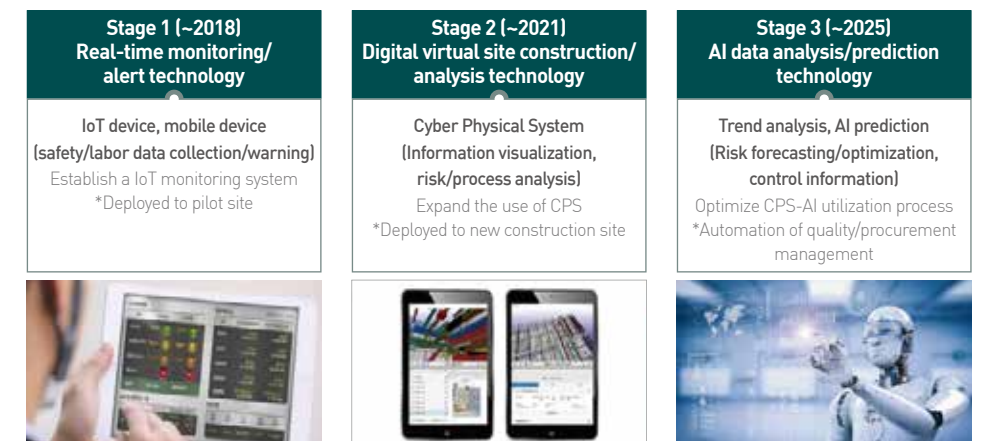 Stage 1 (~2018)
Real-time monitoring/
alert technology
IoT device, mobile device
(safety/labor data collection/warning)
Establish a IoT monitoring system
*Deployed to pilot site
Stage 2 (~2021)
Digital virtual site construction/
analysis technology
Cyber Physical System
(Information visualization,
risk/process analysis)
Expand the use of CPS
*Deployed to new construction site
Stage 3 (~2025)
AI data analysis/prediction
technology
Trend analysis, AI prediction
(Risk forecasting/optimization,
control information)
Optimize CPS-AI utilization process
*Automation of quality/procurement
management